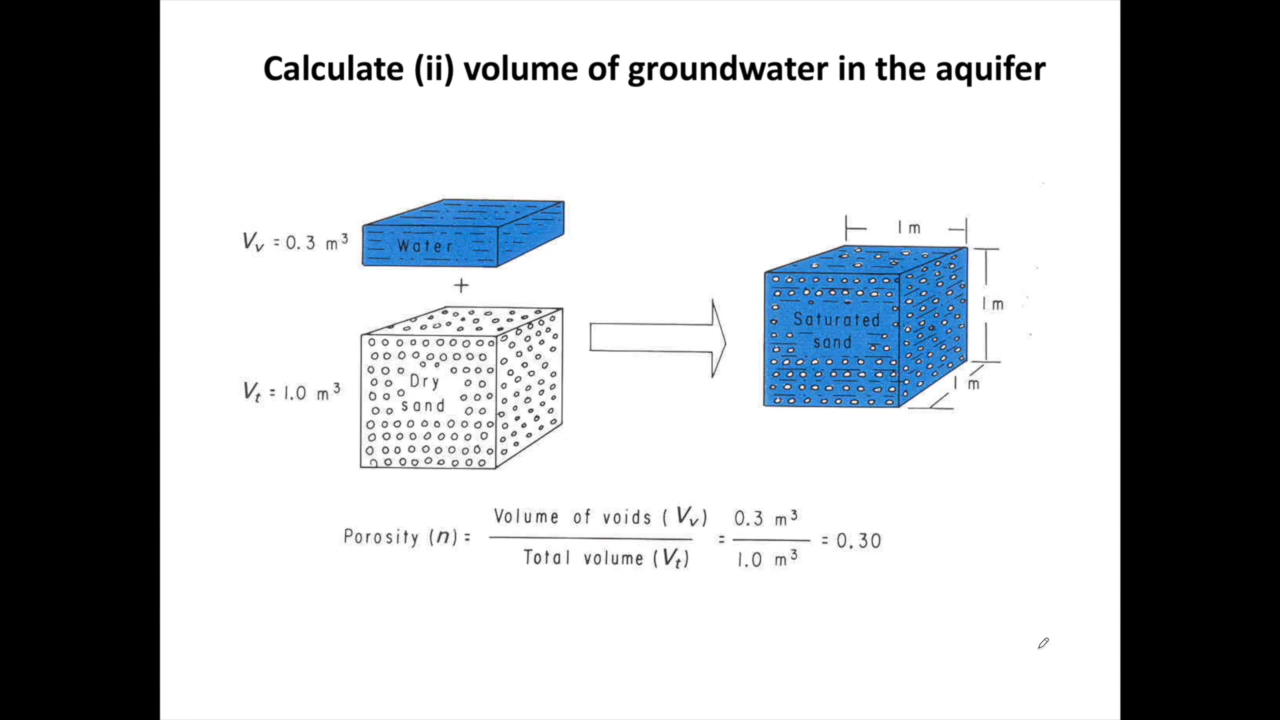 Calculate (ii) volume of groundwater in the aquifer
Vv = 0.3 m³
Water
+
Vt = 1.0 m³
Dry
sand
1 m
Saturated
sand
1 m
1 m
Porosity (n) = Volume of voids (Vv) / Total volume (Vt) = 0.3 m³ / 1.0 m³ = 0.30